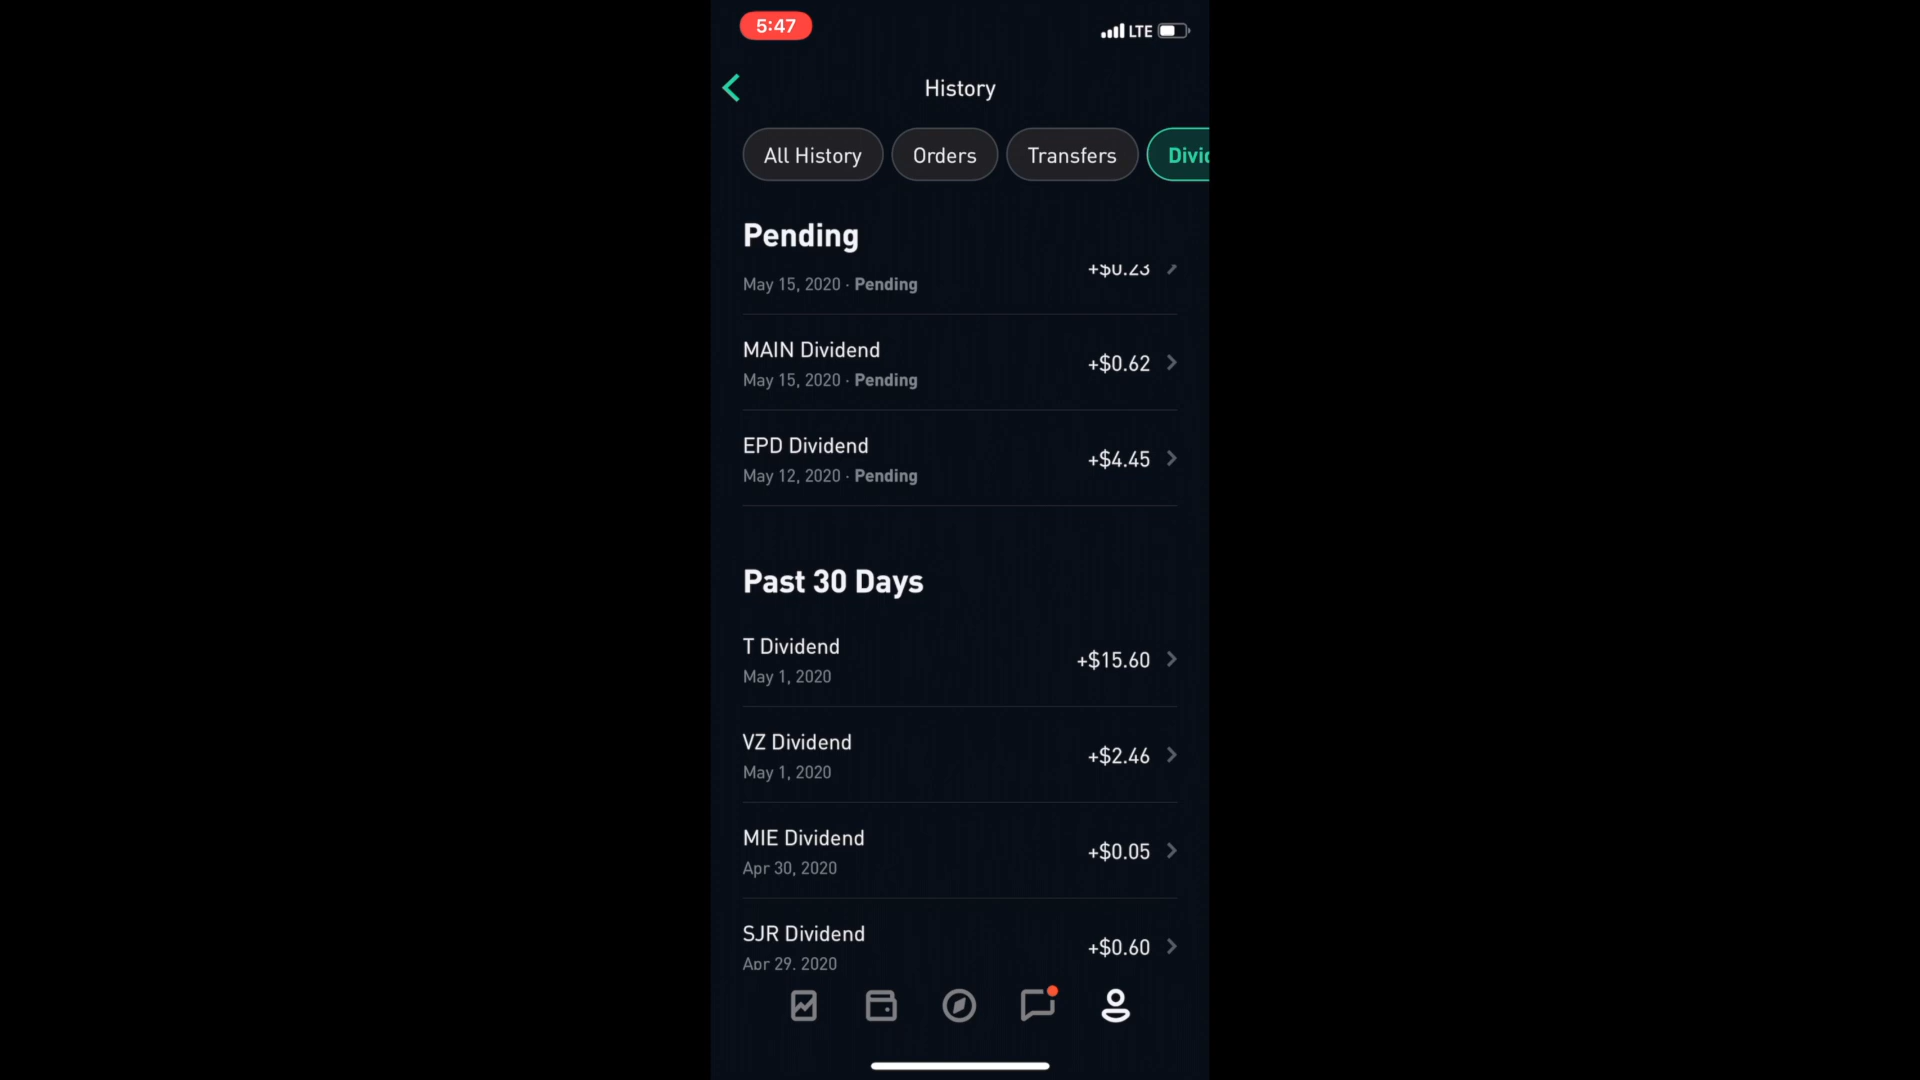 5:47
LTE
History
All History
Orders
Transfers
Pending
+$0.23
May 15, 2020 · Pending
MAIN Dividend
+$0.62
May 15, 2020 · Pending
EPD Dividend
+$4.45
May 12, 2020 · Pending
Past 30 Days
T Dividend
+$15.60
May 1, 2020
VZ Dividend
+$2.46
May 1, 2020
MIE Dividend
+$0.05
Apr 30, 2020
SJR Dividend
+$0.60
Apr 29, 2020